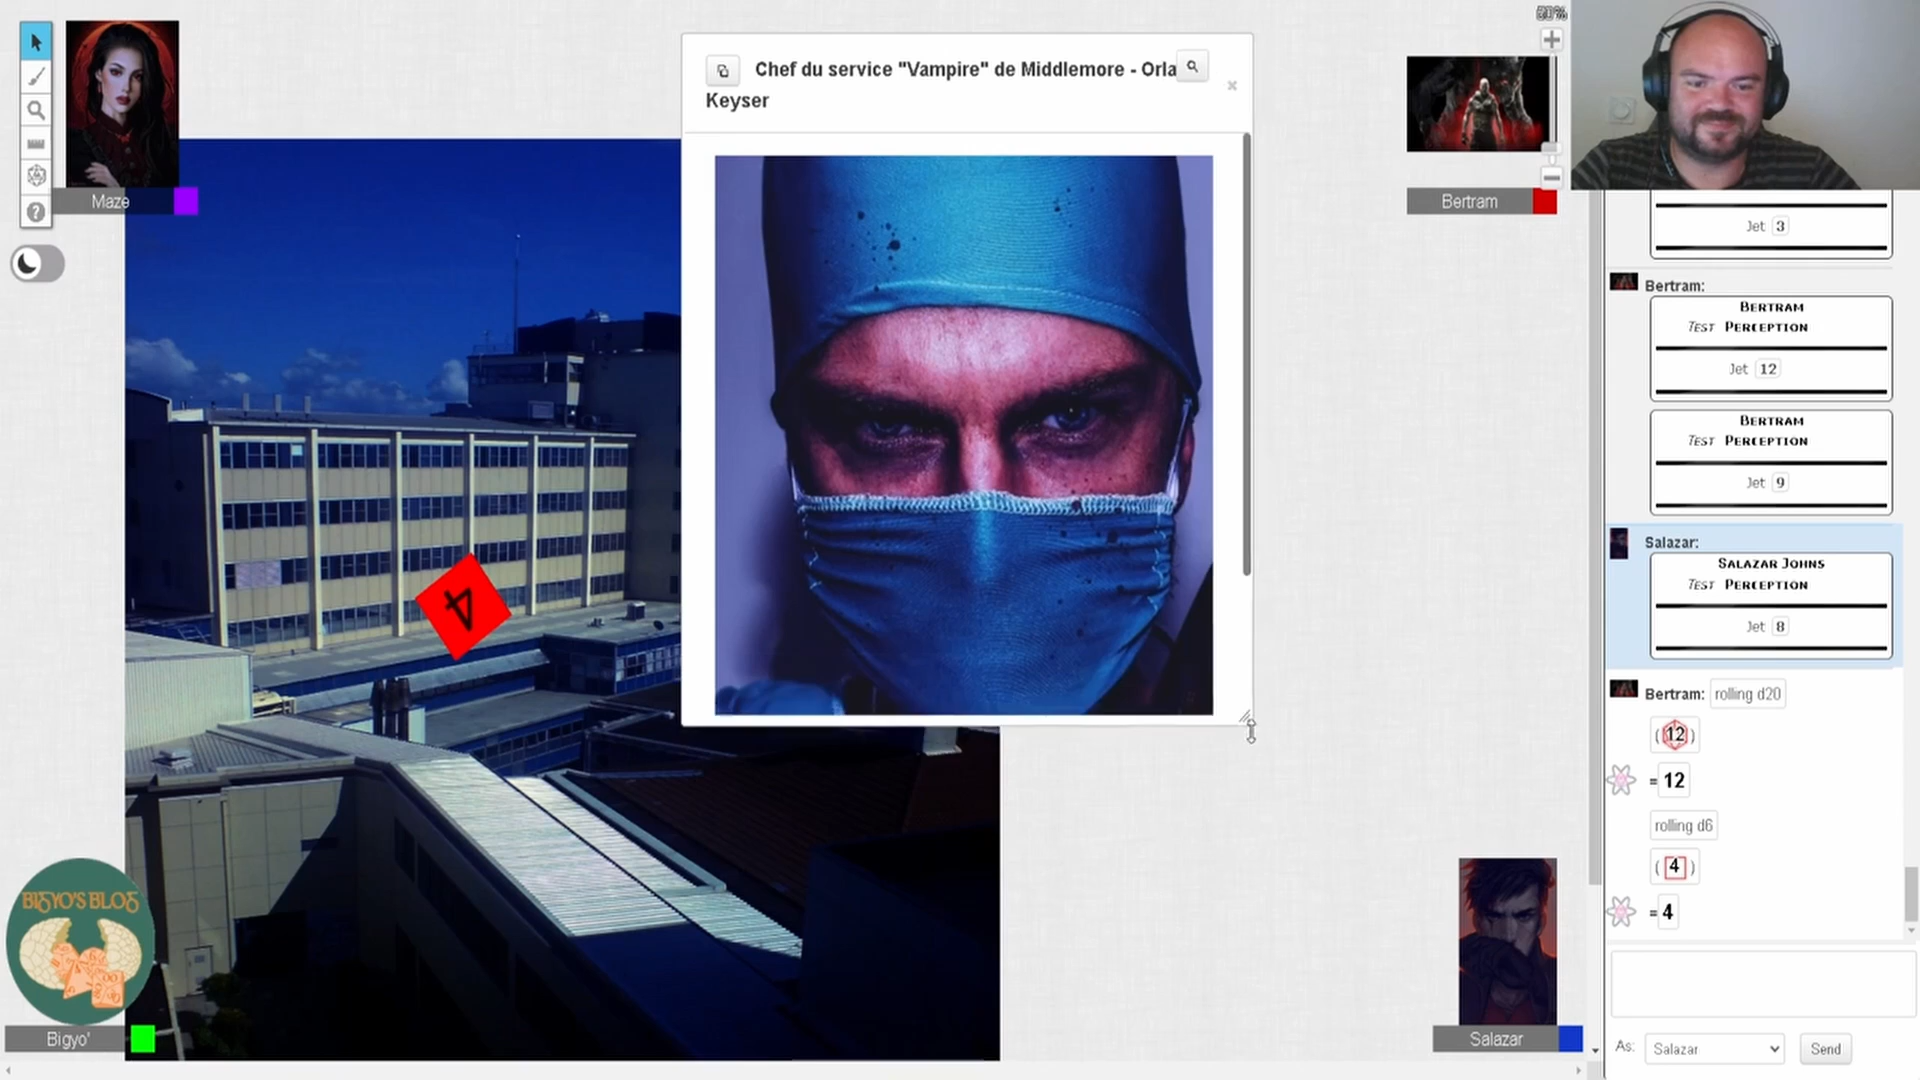 Maze
Chef du service "Vampire" de Middlemore - Orla
Keyser
Bertram
Jet 3
Bertram:
BERTRAM
TEST PERCEPTION
Jet 12
BERTRAM
TEST PERCEPTION
Jet 9
Salazar:
SALAZAR JOHNS
TEST PERCEPTION
Jet 8
Bertram: rolling d20
(12)
= 12
rolling d6
(4)
= 4
4
BIGYO'S BLOG
Bigyo'
Salazar
As: Salazar
Send